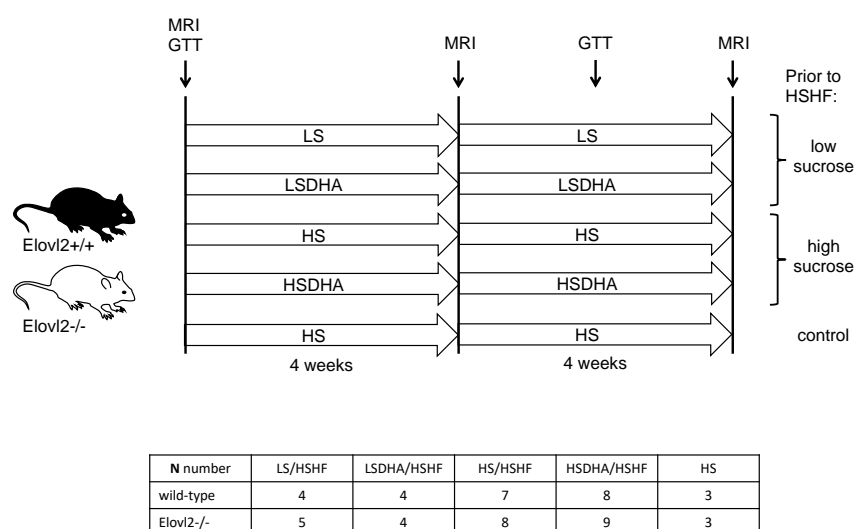 MRI
GTT
MRI
GTT
MRI
Prior to
HSHF:
LS
LS
low
sucrose
LSDHA
LSDHA
Elovl2+/+
HS
HS
high
sucrose
HSDHA
HSDHA
Elovl2-/-
HS
HS
control
4 weeks
4 weeks
N number LS/HSHF LSDHA/HSHF HS/HSHF HSDHA/HSHF HS
wild-type 4 4 7 8 3
Elovl2-/- 5 4 8 9 3